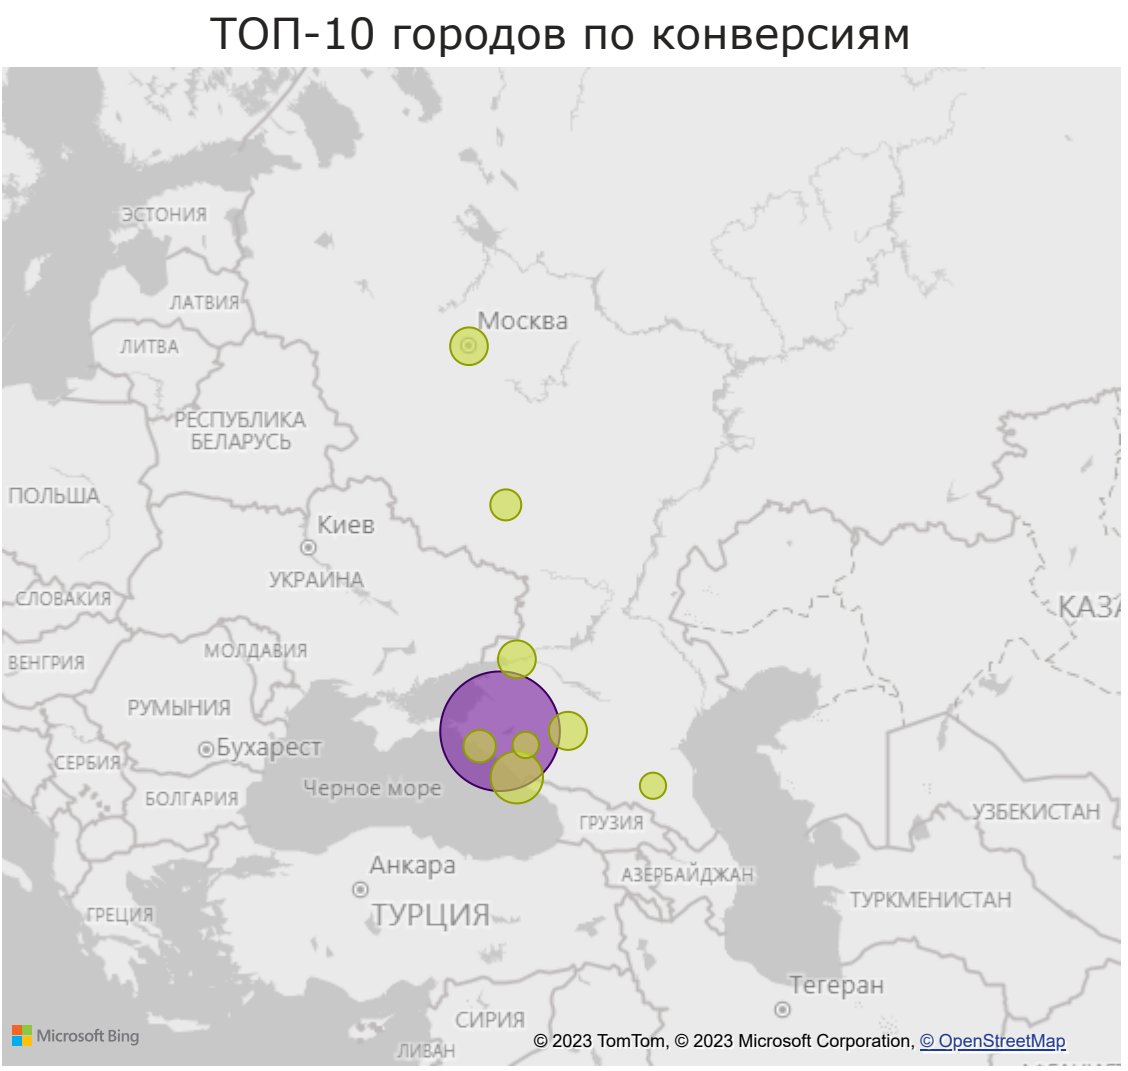 ТОП-10 городов по конверсиям
ЭСТОНИЯ
ЛАТВИЯ
Москва
ЛИТВА
РЕСПУБЛИКА
БЕЛАРУСЬ
ПОЛЬША
Киев
УКРАИНА
СЛОВАКИЯ
КАЗА
МОЛДАВИЯ
ВЕНГРИЯ
РУМЫНИЯ
Бухарест
СЕРБИЯ
Черное море
БОЛГАРИЯ
УЗБЕКИСТАН
ГРУЗИЯ
Анкара
АЗЕРБАЙДЖАН
ТУРКМЕНИСТАН
ГРЕЦИЯ
ТУРЦИЯ
Тегеран
СИРИЯ
Microsoft Bing
© 2023 TomTom, © 2023 Microsoft Corporation, © OpenStreetMap
ЛИВАН